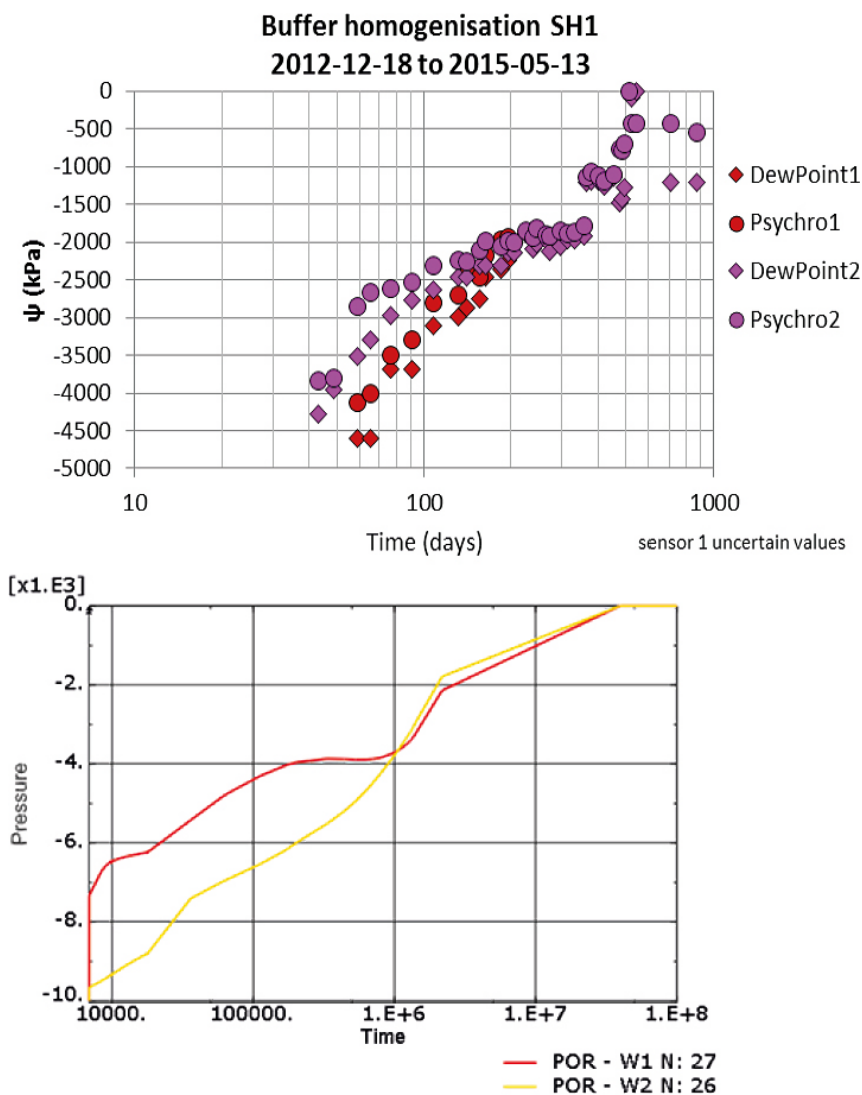 Buffer homogenisation SH1
2012-12-18 to 2015-05-13
0
-500
-1000
-1500
-2000
-2500
-3000
-3500
-4000
-4500
-5000
ψ (kPa)
10
100
1000
Time (days)
sensor 1 uncertain values
DewPoint1
Psychro1
DewPoint2
Psychro2
[x1.E3]
0.
-2.
-4.
-6.
-8.
-10.
Pressure
10000.
100000.
1.E+6
1.E+7
1.E+8
Time
POR - W1 N: 27
POR - W2 N: 26